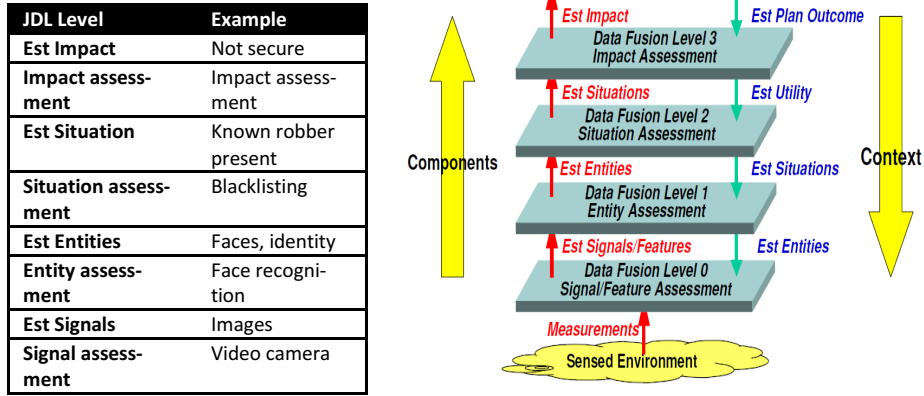 JDL Level Example
Est Impact Not secure
Impact assess- Impact assess-
ment ment
Est Situation Known robber
present
Situation assess- Blacklisting
ment
Est Entities Faces, identity
Entity assess- Face recogni-
ment tion
Est Signals Images
Signal assess- Video camera
ment
Est Impact Est Plan Outcome
Data Fusion Level 3
Impact Assessment
Est Situations Est Utility
Data Fusion Level 2
Situation Assessment
Components
Context
Est Entities Est Situations
Data Fusion Level 1
Entity Assessment
Est Signals/Features Est Entities
Data Fusion Level 0
Signal/Feature Assessment
Measurements
Sensed Environment